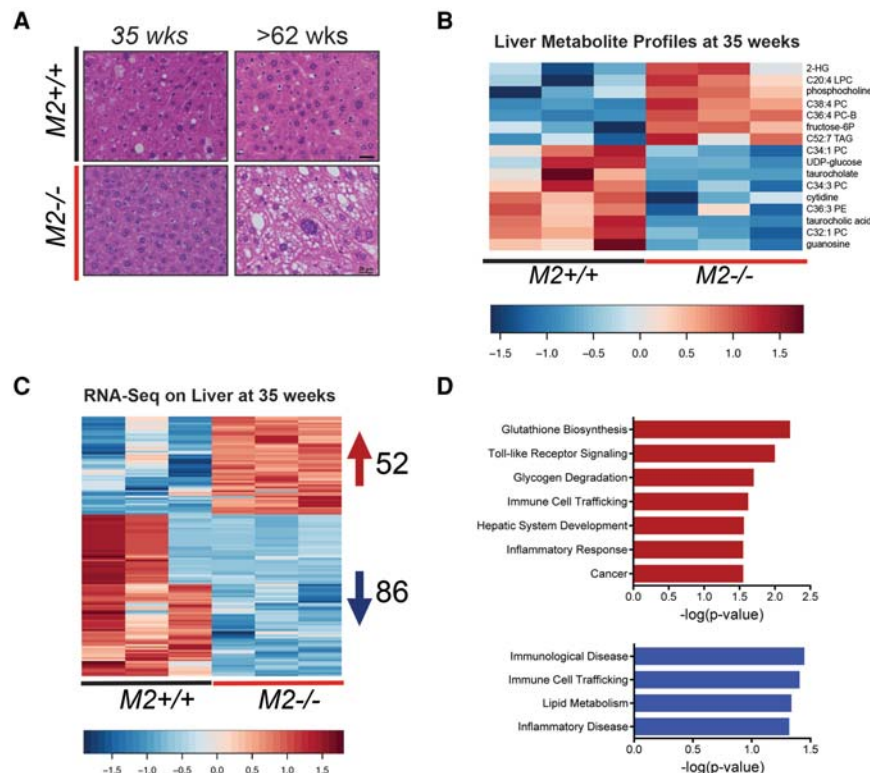 A
35 wks
>62 wks
M2+/+
M2-/-
B
Liver Metabolite Profiles at 35 weeks
2-HG
C20:4 LPC
phosphocholine
C38:4 PC
C36:4 PC-B
fructose-6P
C52:7 TAG
C34:1 PC
UDP-glucose
taurocholate
C34:3 PC
cytidine
C36:3 PE
taurocholic acid
C32:1 PC
guanosine
M2+/+ M2-/-
−1.5 −1.0 −0.5 0.0 0.5 1.0 1.5
C
RNA-Seq on Liver at 35 weeks
52
86
M2+/+ M2-/-
−1.5 −1.0 −0.5 0.0 0.5 1.0 1.5
D
Glutathione Biosynthesis
Toll-like Receptor Signaling
Glycogen Degradation
Immune Cell Trafficking
Hepatic System Development
Inflammatory Response
Cancer
0.0 0.5 1.0 1.5 2.0 2.5
-log(p-value)
Immunological Disease
Immune Cell Trafficking
Lipid Metabolism
Inflammatory Disease
0.0 0.5 1.0 1.5
-log(p-value)